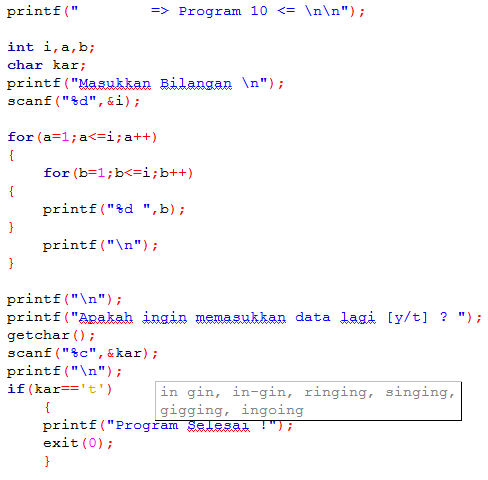 printf("         => Program 10 <= \n\n");
int i,a,b;
char kar;
printf("Masukkan Bilangan \n");
scanf("%d",&i);
for(a=1;a<=i;a++)
{
    for(b=1;b<=i;b++)
{
    printf("%d ",b);
}
    printf("\n");
}
printf("\n");
printf("Apakah ingin memasukkan data lagi [y/t] ? ");
getchar();
scanf("%c",&kar);
printf("\n");
if(kar=='t')
in gin, in-gin, ringing, singing,
gigging, ingoing
    {
    printf("Program Selesai !");
    exit(0);
    }